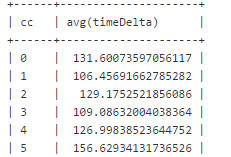 +------+--------------------+
| cc | avg(timeDelta) |
+------+--------------------+
| 0 | 131.60073597056117 |
| 1 | 106.45691662785282 |
| 2 | 129.1752521856086 |
| 3 | 109.08632004038364 |
| 4 | 126.99838523644752 |
| 5 | 156.62934131736526 |